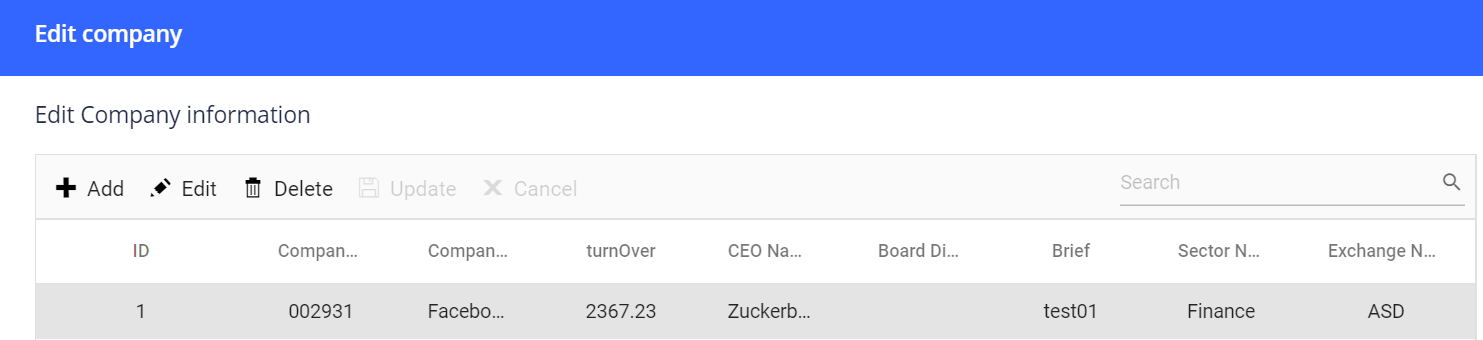 Edit company
Edit Company information
Add Edit Delete Update Cancel Search
ID Compan... Compan... turnOver CEO Na... Board Di... Brief Sector N... Exchange N...
1 002931 Facebo... 2367.23 Zuckerb... test01 Finance ASD